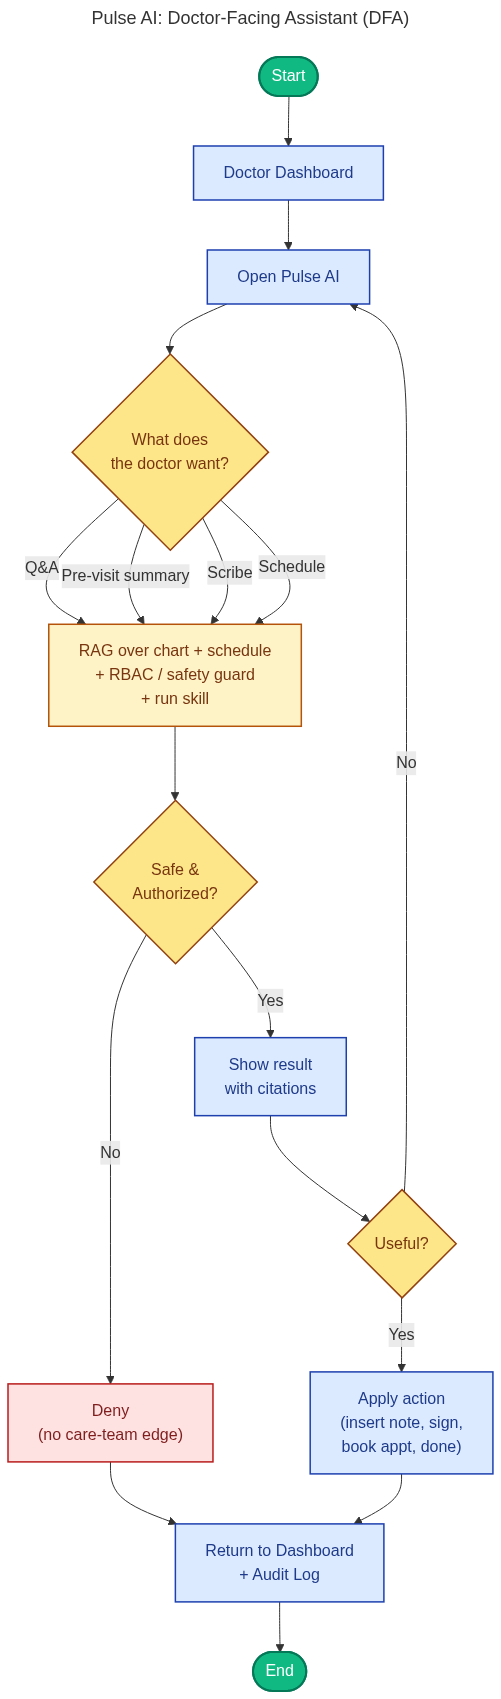 Pulse AI: Doctor-Facing Assistant (DFA)
Start
Doctor Dashboard
Open Pulse AI
What does
the doctor want?
Q&A
Pre-visit summary
Scribe
Schedule
RAG over chart + schedule
+ RBAC / safety guard
+ run skill
No
Safe &
Authorized?
Yes
Show result
with citations
No
Useful?
Yes
Apply action
(insert note, sign,
book appt, done)
Deny
(no care-team edge)
Return to Dashboard
+ Audit Log
End